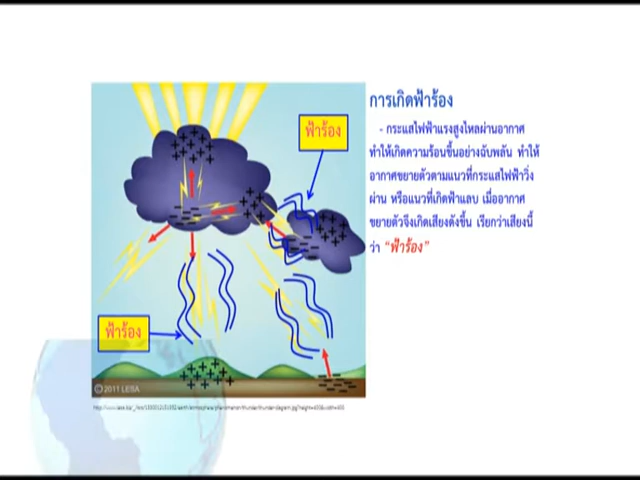 การเกิดฟ้าร้อง
- กระแสไฟฟ้าแรงสูงไหลผ่านอากาศ
ทำให้เกิดความร้อนขึ้นอย่างฉับพลัน ทำให้
อากาศขยายตัวตามแนวที่กระแสไฟฟ้าวิ่ง
ผ่าน หรือแนวที่เกิดฟ้าแลบ เมื่ออากาศ
ขยายตัวจึงเกิดเสียงดังขึ้น เรียกว่าเสียงนี้
ว่า “ฟ้าร้อง”
ฟ้าร้อง
ฟ้าร้อง
© 2011 LESA